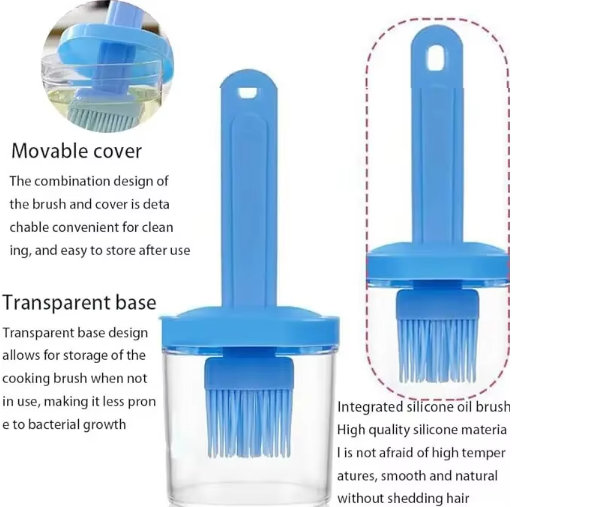 Movable cover
The combination design of
the brush and cover is deta
chable convenient for clean
ing, and easy to store after use
Transparent base
Transparent base design
allows for storage of the
cooking brush when not
in use, making it less pron
e to bacterial growth
Integrated silicone oil brush
High quality silicone materia
l is not afraid of high temper
atures, smooth and natural
without shedding hair